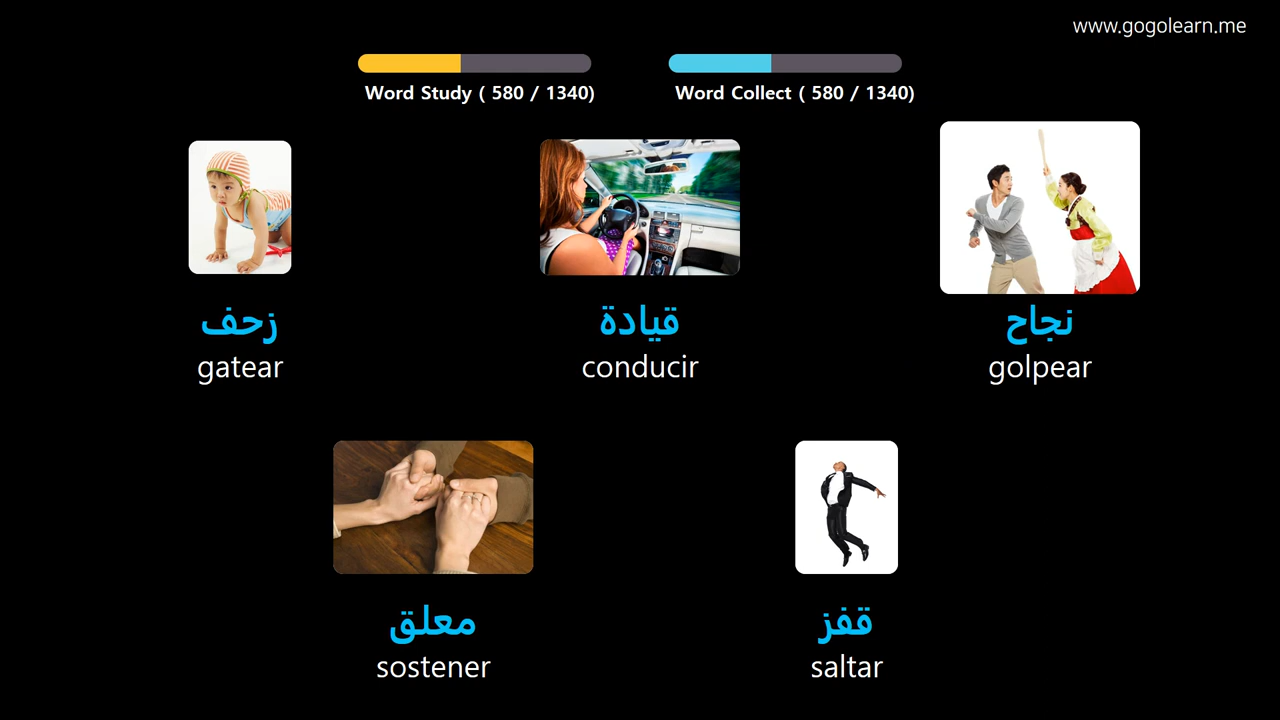 www.gogolearn.me
Word Study ( 580 / 1340)
Word Collect ( 580 / 1340)
زحف
gatear
قيادة
conducir
نجاح
golpear
معلق
sostener
قفز
saltar